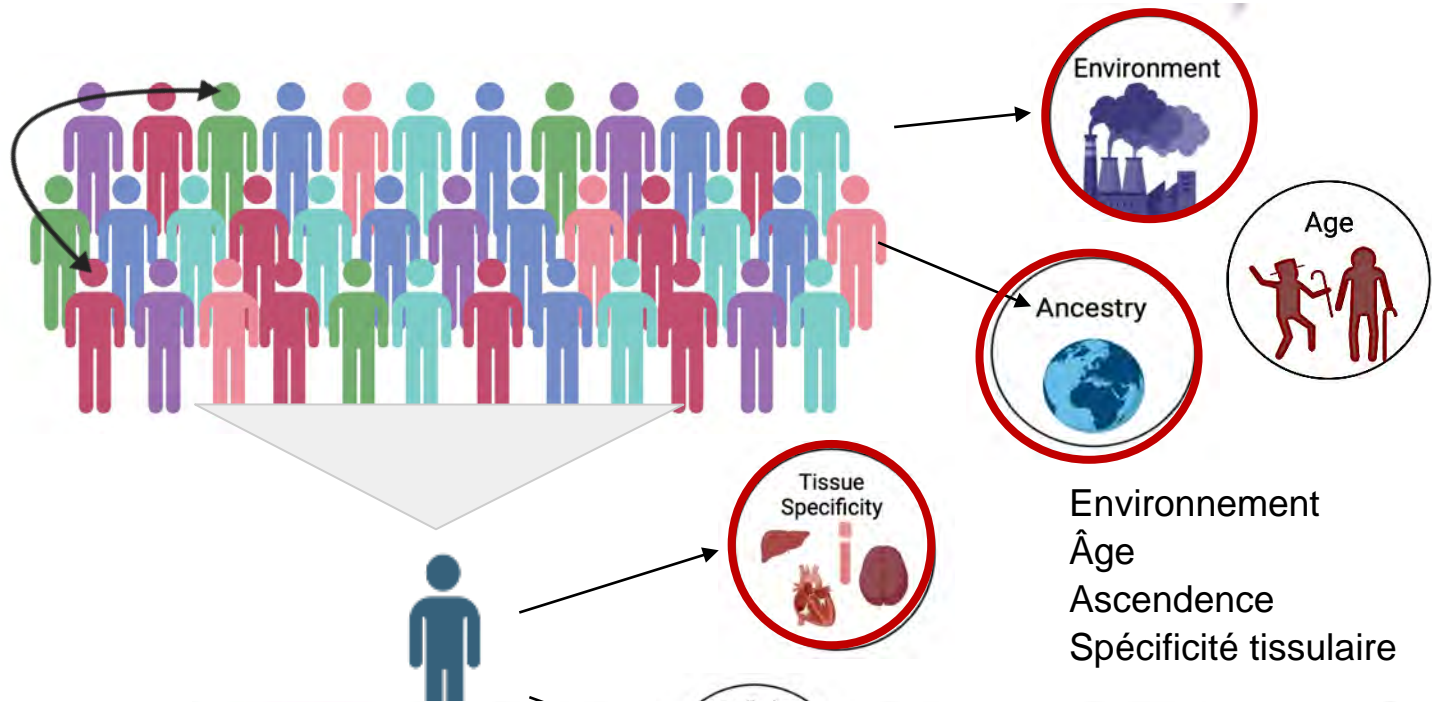 Environment
Age
Ancestry
Tissue
Specificity
Environnement
Âge
Ascendence
Spécificité tissulaire